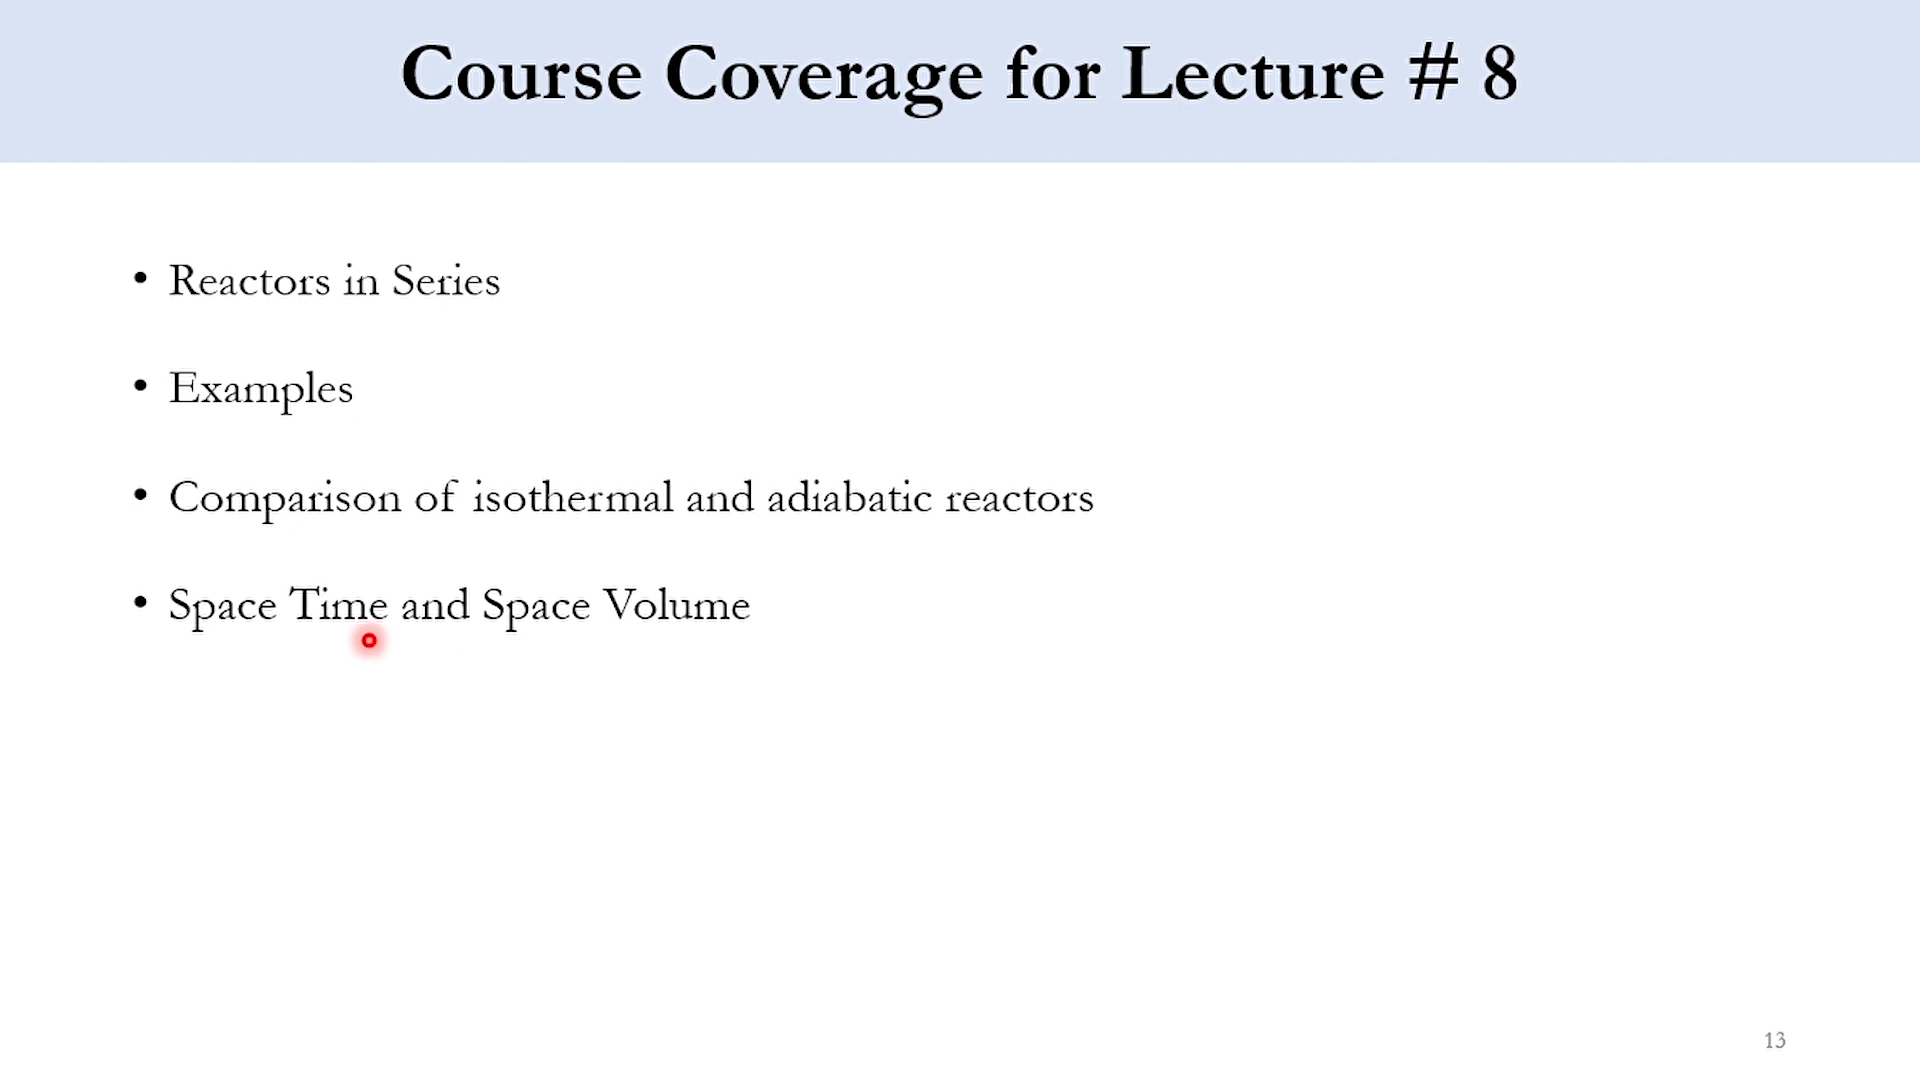 Course Coverage for Lecture # 8
• Reactors in Series
• Examples
• Comparison of isothermal and adiabatic reactors
• Space Time and Space Volume
13